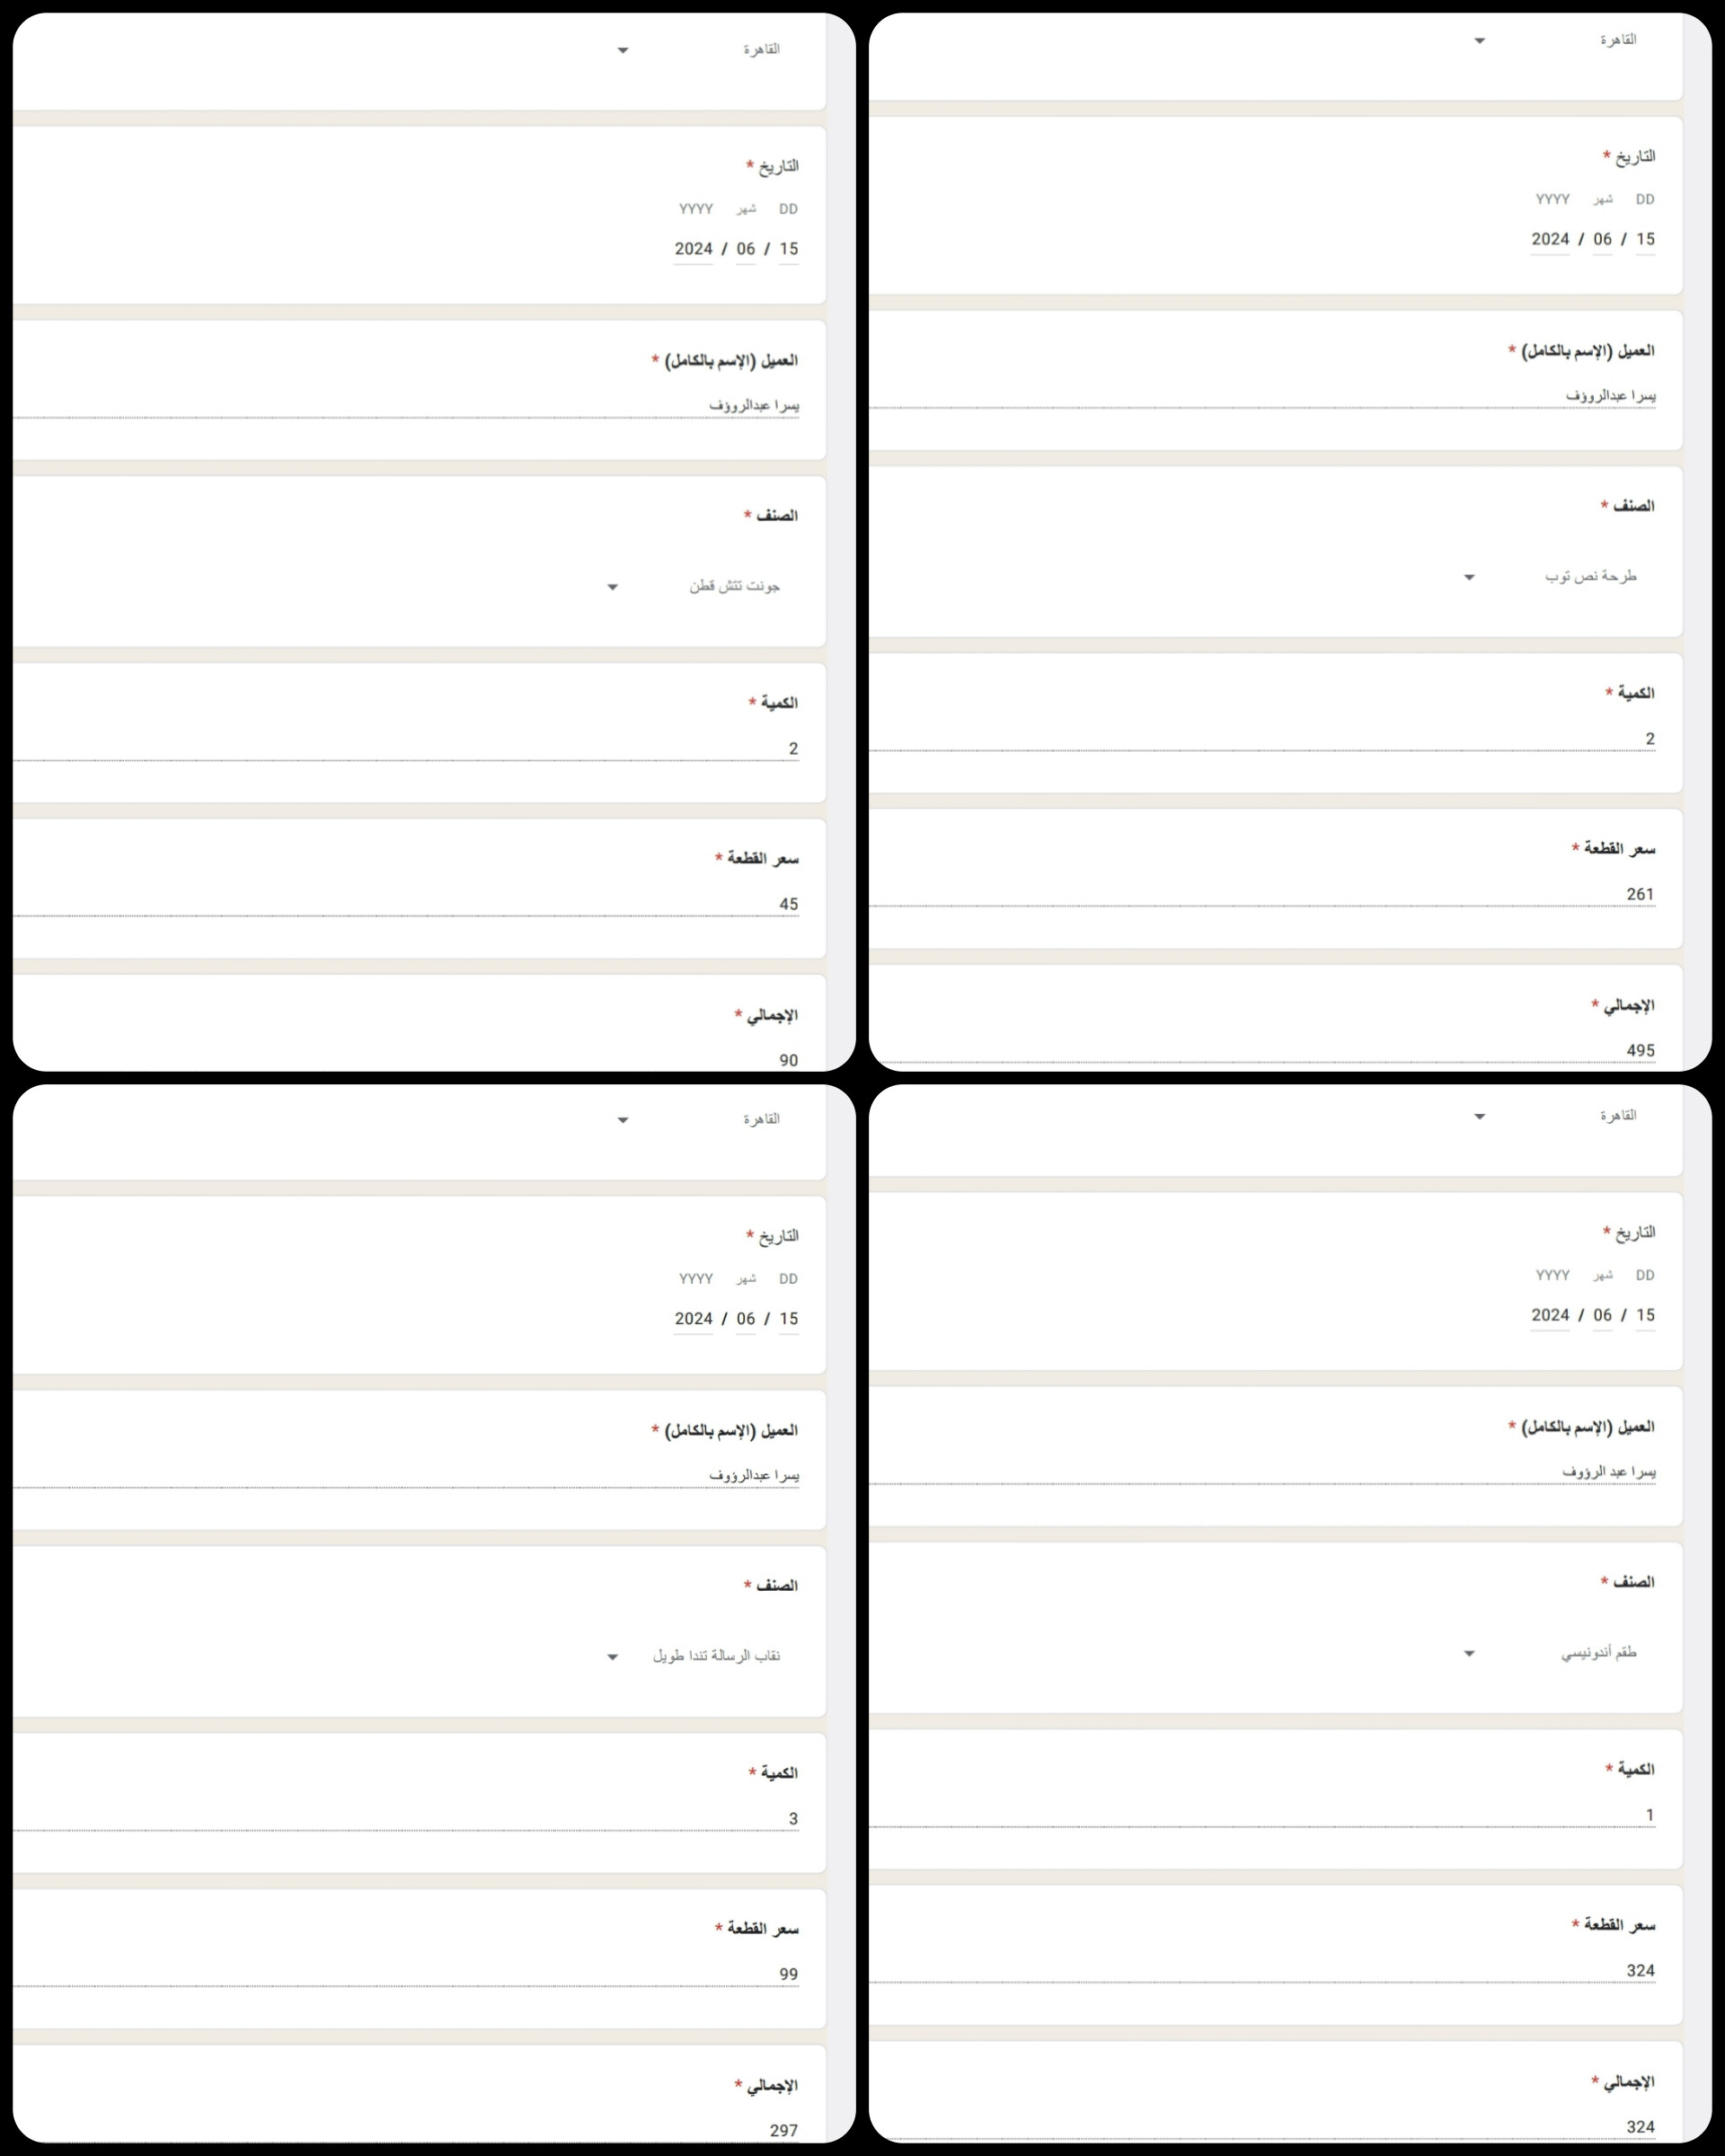 القاهرة
التاريخ *
DD شهر YYYY
15 / 06 / 2024
العميل (الإسم بالكامل) *
يسرا عبدالروؤف
الصنف *
جونت تتش قطن
الكمية *
2
سعر القطعة *
45
الإجمالي *
90
القاهرة
التاريخ *
DD شهر YYYY
15 / 06 / 2024
العميل (الإسم بالكامل) *
يسرا عبدالروؤف
الصنف *
طرحة نص توب
الكمية *
2
سعر القطعة *
261
الإجمالي *
495
القاهرة
التاريخ *
DD شهر YYYY
15 / 06 / 2024
العميل (الإسم بالكامل) *
يسرا عبدالرؤوف
الصنف *
نقاب الرسالة تندا طويل
الكمية *
3
سعر القطعة *
99
الإجمالي *
297
القاهرة
التاريخ *
DD شهر YYYY
15 / 06 / 2024
العميل (الإسم بالكامل) *
يسرا عبد الرؤوف
الصنف *
طقم أندونيسي
الكمية *
1
سعر القطعة *
324
الإجمالي *
324